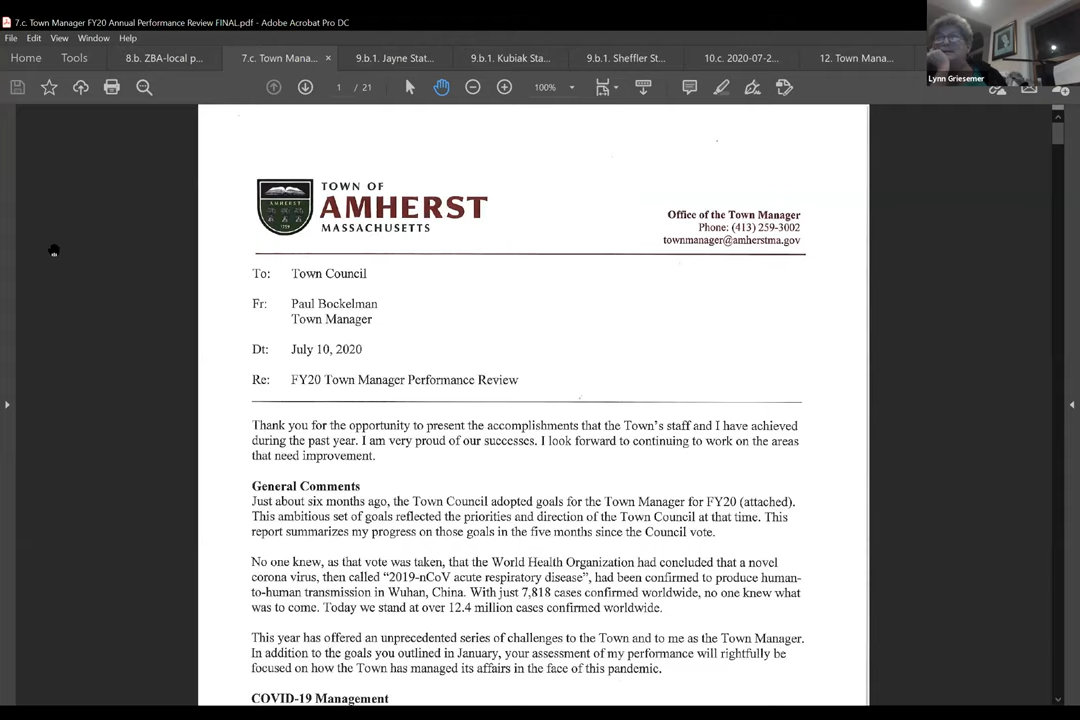 7.c. Town Manager FY20 Annual Performance Review FINAL.pdf - Adobe Acrobat Pro DC
File Edit View Window Help
Home Tools 8.b. ZBA-local p... 7.c. Town Mana... × 9.b.1. Jayne Stat... 9.b.1. Kubiak Sta... 9.b.1. Sheffler St... 10.c. 2020-07-2... 12. Town Mana...
1 / 21 100%
Lynn Griesemer
TOWN OF
AMHERST
MASSACHUSETTS
AMHERST
1759
Office of the Town Manager
Phone: (413) 259-3002
townmanager@amherstma.gov
To: Town Council
Fr: Paul Bockelman
Town Manager
Dt: July 10, 2020
Re: FY20 Town Manager Performance Review
Thank you for the opportunity to present the accomplishments that the Town's staff and I have achieved
during the past year. I am very proud of our successes. I look forward to continuing to work on the areas
that need improvement.
General Comments
Just about six months ago, the Town Council adopted goals for the Town Manager for FY20 (attached).
This ambitious set of goals reflected the priorities and direction of the Town Council at that time. This
report summarizes my progress on those goals in the five months since the Council vote.
No one knew, as that vote was taken, that the World Health Organization had concluded that a novel
corona virus, then called "2019-nCoV acute respiratory disease", had been confirmed to produce human-
to-human transmission in Wuhan, China. With just 7,818 cases confirmed worldwide, no one knew what
was to come. Today we stand at over 12.4 million cases confirmed worldwide.
This year has offered an unprecedented series of challenges to the Town and to me as the Town Manager.
In addition to the goals you outlined in January, your assessment of my performance will rightfully be
focused on how the Town has managed its affairs in the face of this pandemic.
COVID-19 Management